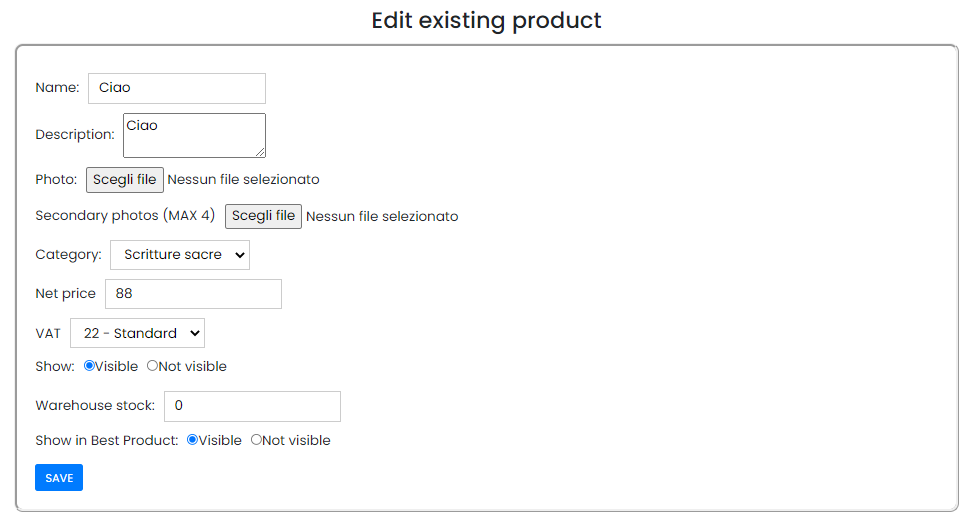 Edit existing product
Name: Ciao
Description: Ciao
Photo: Scegli file Nessun file selezionato
Secondary photos (MAX 4) Scegli file Nessun file selezionato
Category: Scritture sacre
Net price 88
VAT 22 - Standard
Show: Visible Not visible
Warehouse stock: 0
Show in Best Product: Visible Not visible
SAVE